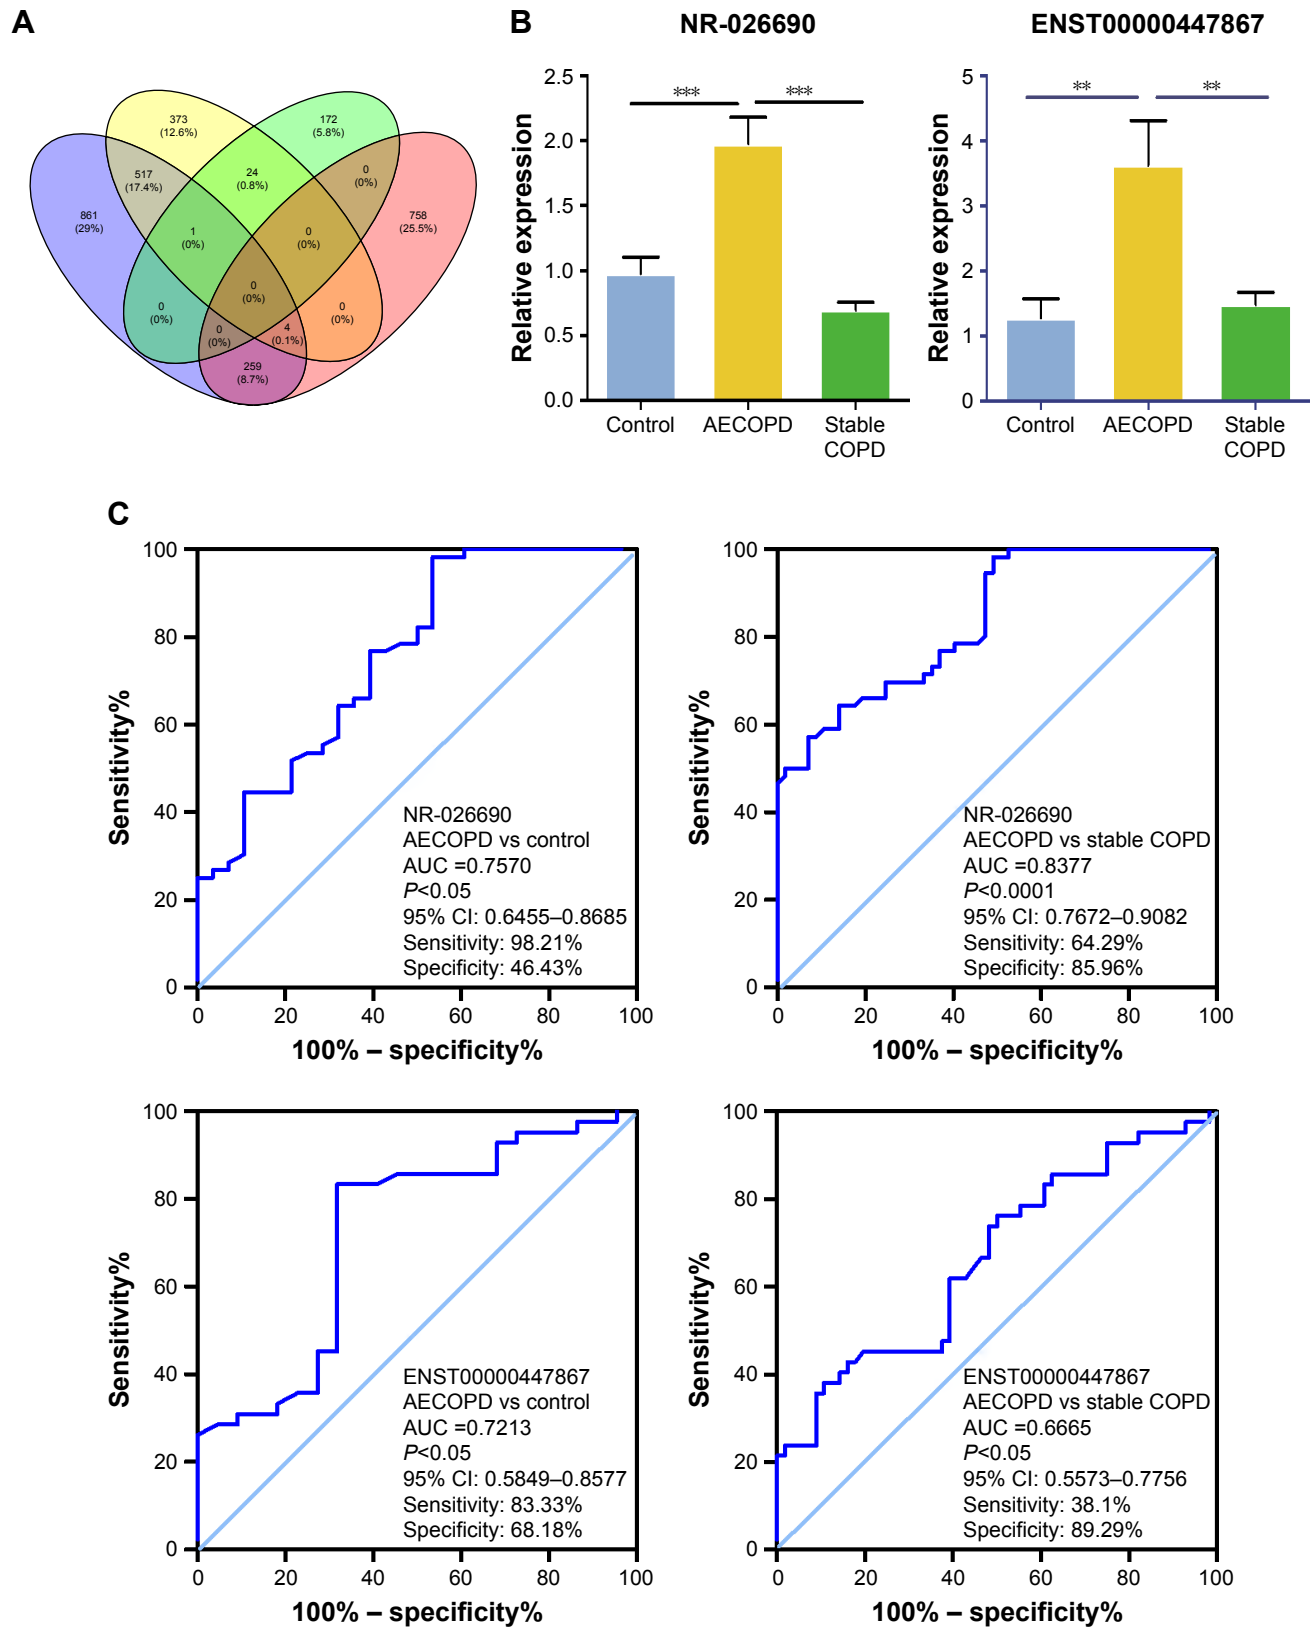 A
373
(12.6%)
172
(5.8%)
517
(17.4%)
24
(0.8%)
0
(0%)
861
(29%)
1
(0%)
0
(0%)
758
(25.5%)
0
(0%)
0
(0%)
0
(0%)
0
(0%)
4
(0.1%)
259
(8.7%)
B
NR-026690
Relative expression
2.5
2.0
1.5
1.0
0.5
0.0
***
***
Control
AECOPD
Stable
COPD
ENST00000447867
Relative expression
5
4
3
2
1
0
**
**
Control
AECOPD
Stable
COPD
C
Sensitivity%
100
80
60
40
20
0
NR-026690
AECOPD vs control
AUC =0.7570
P<0.05
95% CI: 0.6455–0.8685
Sensitivity: 98.21%
Specificity: 46.43%
0 20 40 60 80 100
100% – specificity%
Sensitivity%
100
80
60
40
20
0
NR-026690
AECOPD vs stable COPD
AUC =0.8377
P<0.0001
95% CI: 0.7672–0.9082
Sensitivity: 64.29%
Specificity: 85.96%
0 20 40 60 80 100
100% – specificity%
Sensitivity%
100
80
60
40
20
0
ENST00000447867
AECOPD vs control
AUC =0.7213
P<0.05
95% CI: 0.5849–0.8577
Sensitivity: 83.33%
Specificity: 68.18%
0 20 40 60 80 100
100% – specificity%
Sensitivity%
100
80
60
40
20
0
ENST00000447867
AECOPD vs stable COPD
AUC =0.6665
P<0.05
95% CI: 0.5573–0.7756
Sensitivity: 38.1%
Specificity: 89.29%
0 20 40 60 80 100
100% – specificity%